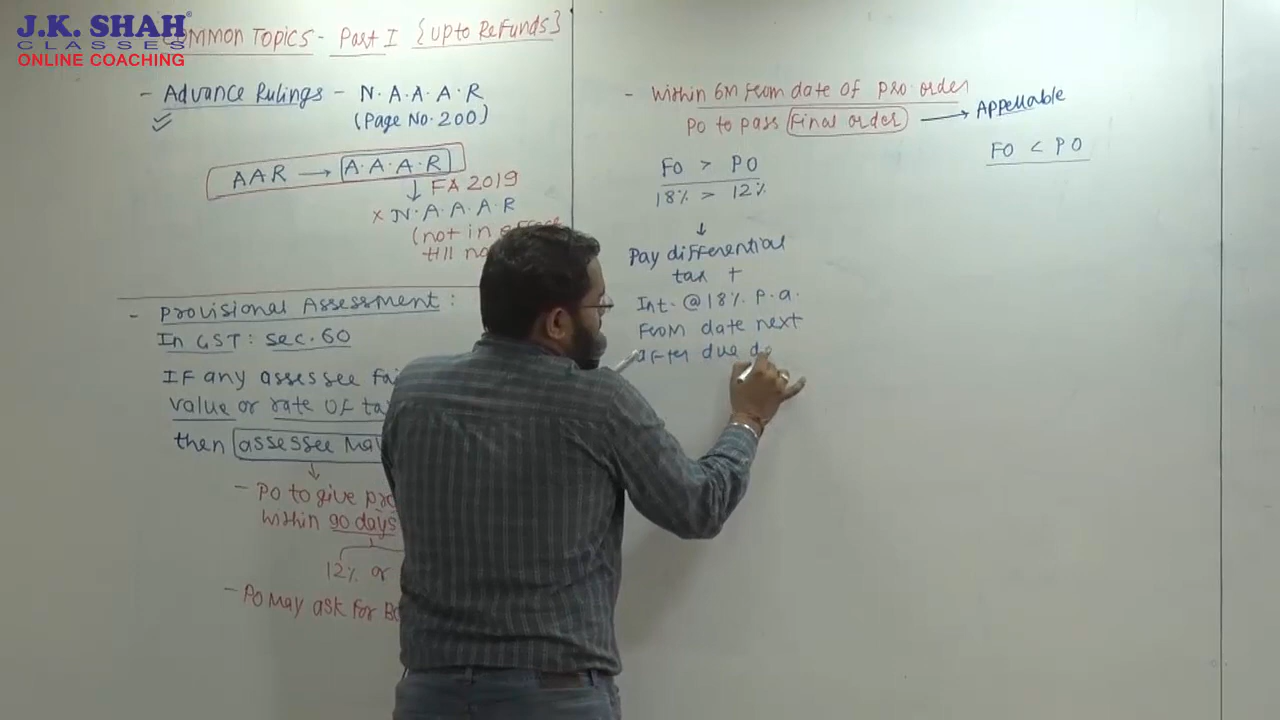 J.K. SHAH®
CLASSES
ONLINE COACHING
COMMON TOPICS - Part I {upto Refunds}
- Advance Rulings - N.A.A.A.R
(Page No. 200)
AAR → A.A.A.R
↓ FA 2019
× N.A.A.A.R
(not in
till
- Provisional Assessment:
In GST: sec. 60
IF any assessee
value or rate of
then assessee
↓
- PO to give
within 90 days
12% or
- PO May ask for
- within 6M from date of pro order
PO to pass Final order → Appellable
FO > PO
18% > 12%
↓
Pay differential
tax +
Int. @ 18% p.a.
From date next
after due
FO < PO